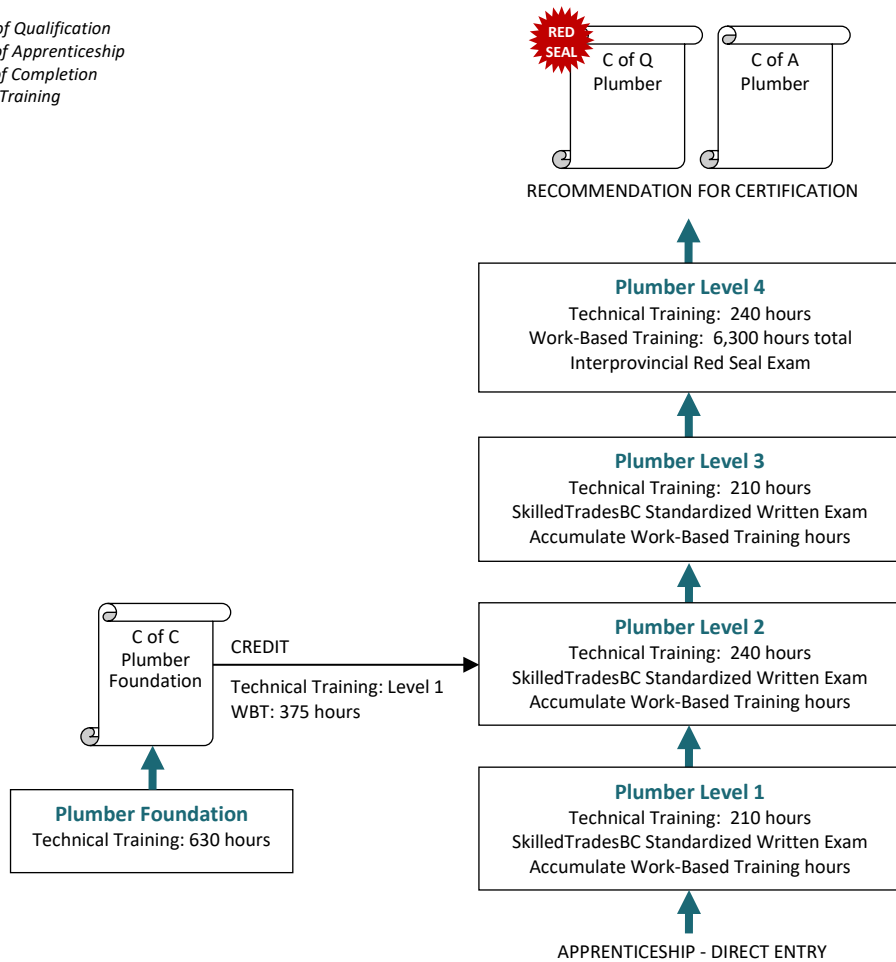 of Qualification
of Apprenticeship
of Completion
Training
RED
SEAL
C of Q
Plumber
C of A
Plumber
RECOMMENDATION FOR CERTIFICATION
Plumber Level 4
Technical Training:  240 hours
Work-Based Training:  6,300 hours total
Interprovincial Red Seal Exam
Plumber Level 3
Technical Training:  210 hours
SkilledTradesBC Standardized Written Exam
Accumulate Work-Based Training hours
C of C
Plumber
Foundation
CREDIT
Technical Training: Level 1
WBT: 375 hours
Plumber Level 2
Technical Training:  240 hours
SkilledTradesBC Standardized Written Exam
Accumulate Work-Based Training hours
Plumber Foundation
Technical Training: 630 hours
Plumber Level 1
Technical Training:  210 hours
SkilledTradesBC Standardized Written Exam
Accumulate Work-Based Training hours
APPRENTICESHIP - DIRECT ENTRY